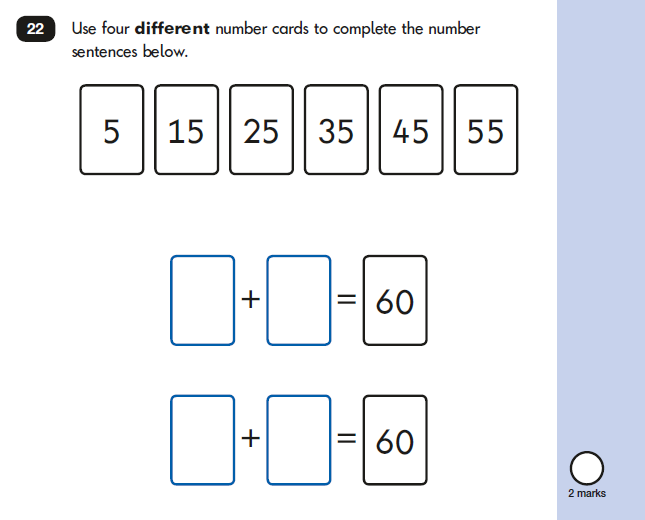 22 Use four different number cards to complete the number
sentences below.
5 15 25 35 45 55
+ = 60
+ = 60
2 marks